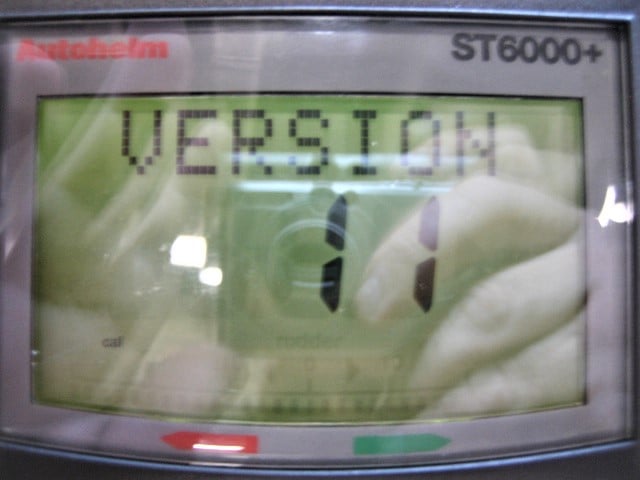 Autohelm ST6000+
VERSION
11
cal rudder